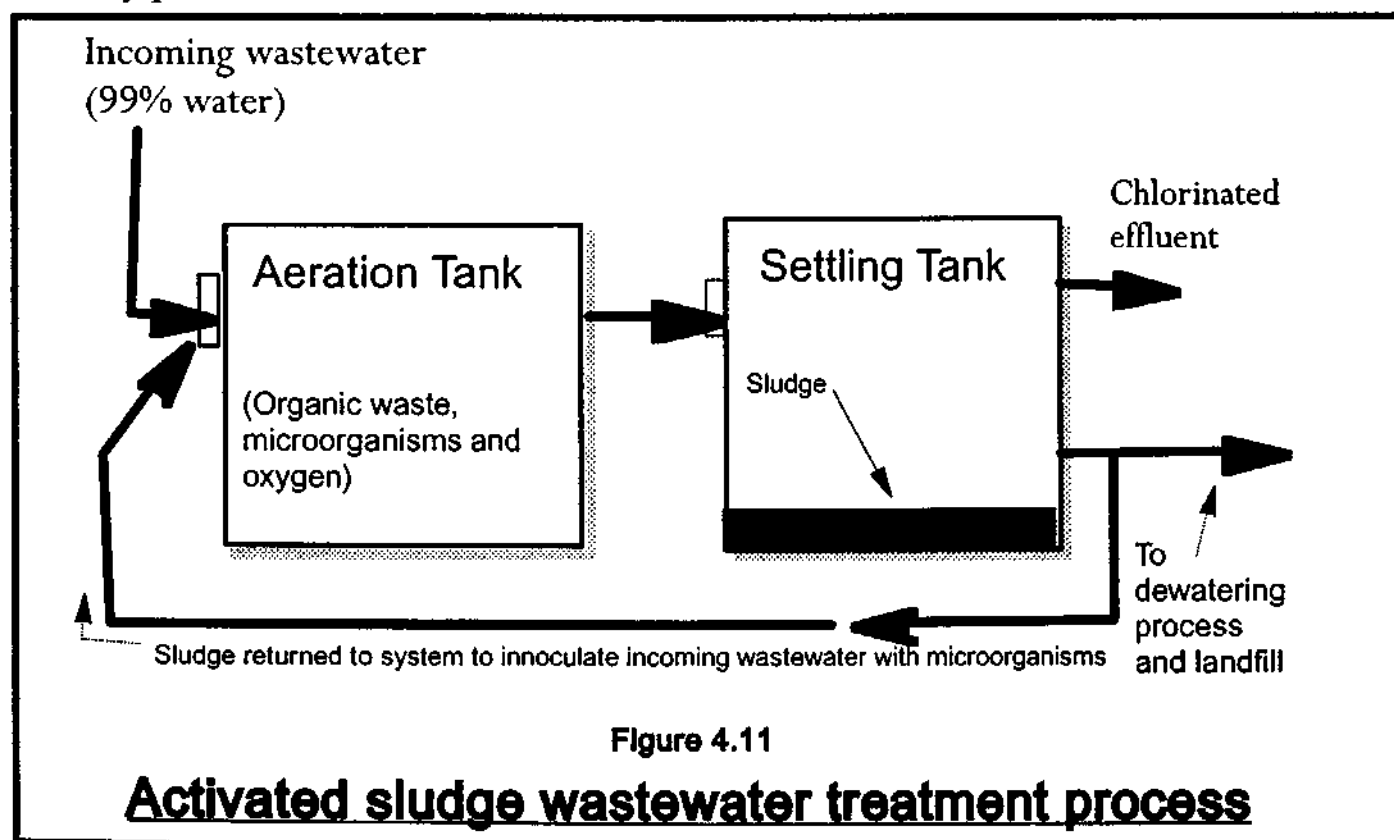 Incoming wastewater
(99% water)
Aeration Tank
(Organic waste,
microorganisms and
oxygen)
Settling Tank
Sludge
Chlorinated
effluent
To
dewatering
process
and landfill
Sludge returned to system to innoculate incoming wastewater with microorganisms
Figure 4.11
Activated sludge wastewater treatment process